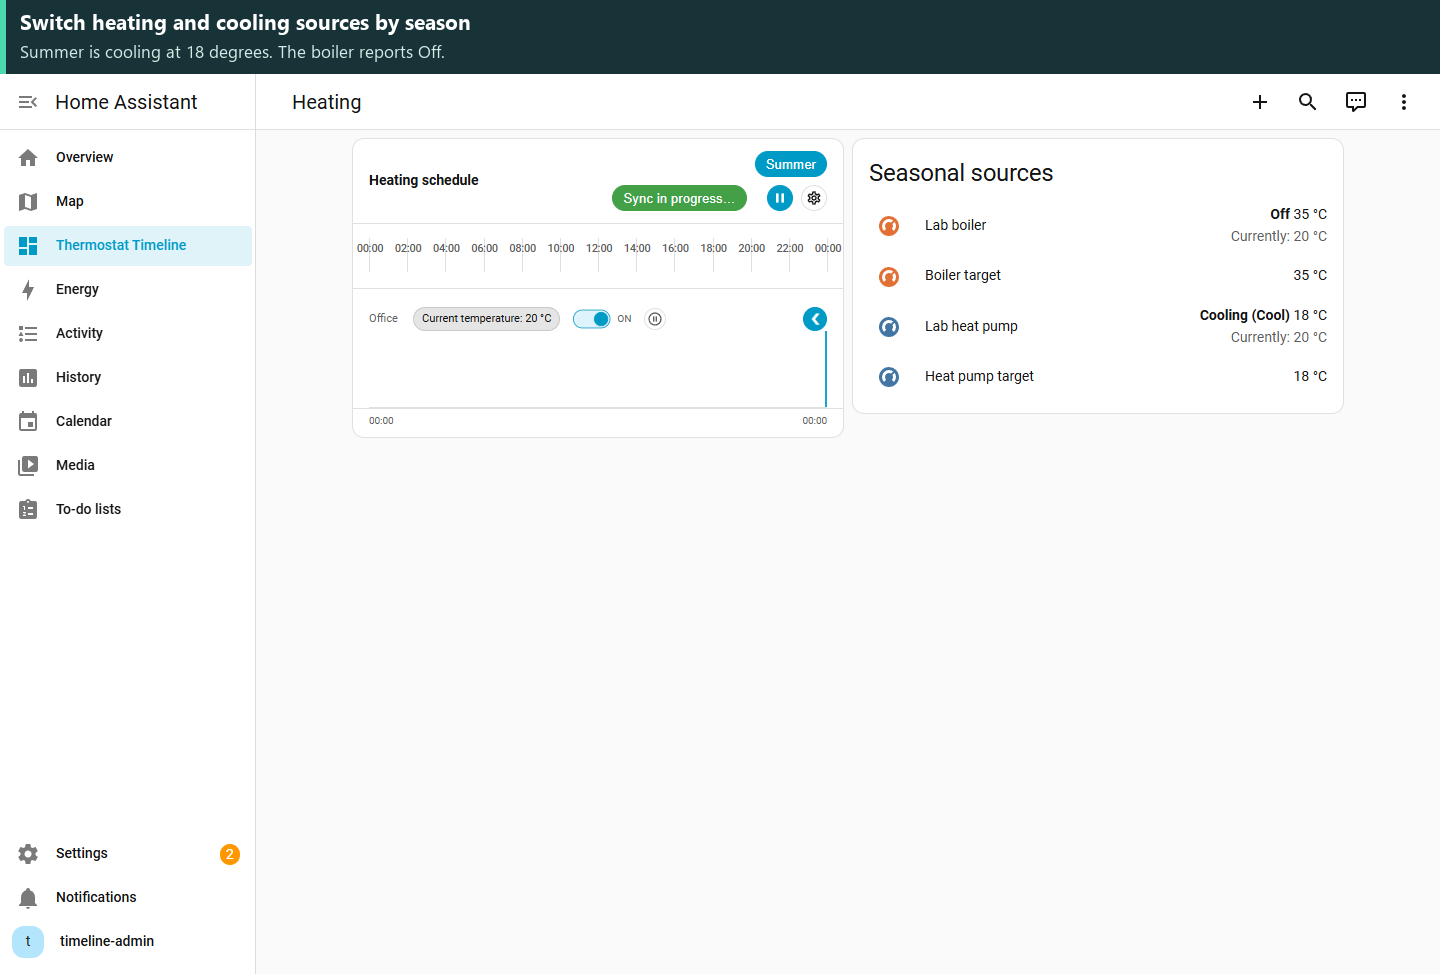 Switch heating and cooling sources by season
Summer is cooling at 18 degrees. The boiler reports Off.
Home Assistant
Heating
Overview
Map
Thermostat Timeline
Energy
Activity
History
Calendar
Media
To-do lists
Settings
2
Notifications
t
timeline-admin
Heating schedule
Summer
Sync in progress...
00:00 02:00 04:00 06:00 08:00 10:00 12:00 14:00 16:00 18:00 20:00 22:00 00:00
Office
Current temperature: 20 °C
ON
00:00
00:00
Seasonal sources
Lab boiler
Off 35 °C
Currently: 20 °C
Boiler target
35 °C
Lab heat pump
Cooling (Cool) 18 °C
Currently: 20 °C
Heat pump target
18 °C